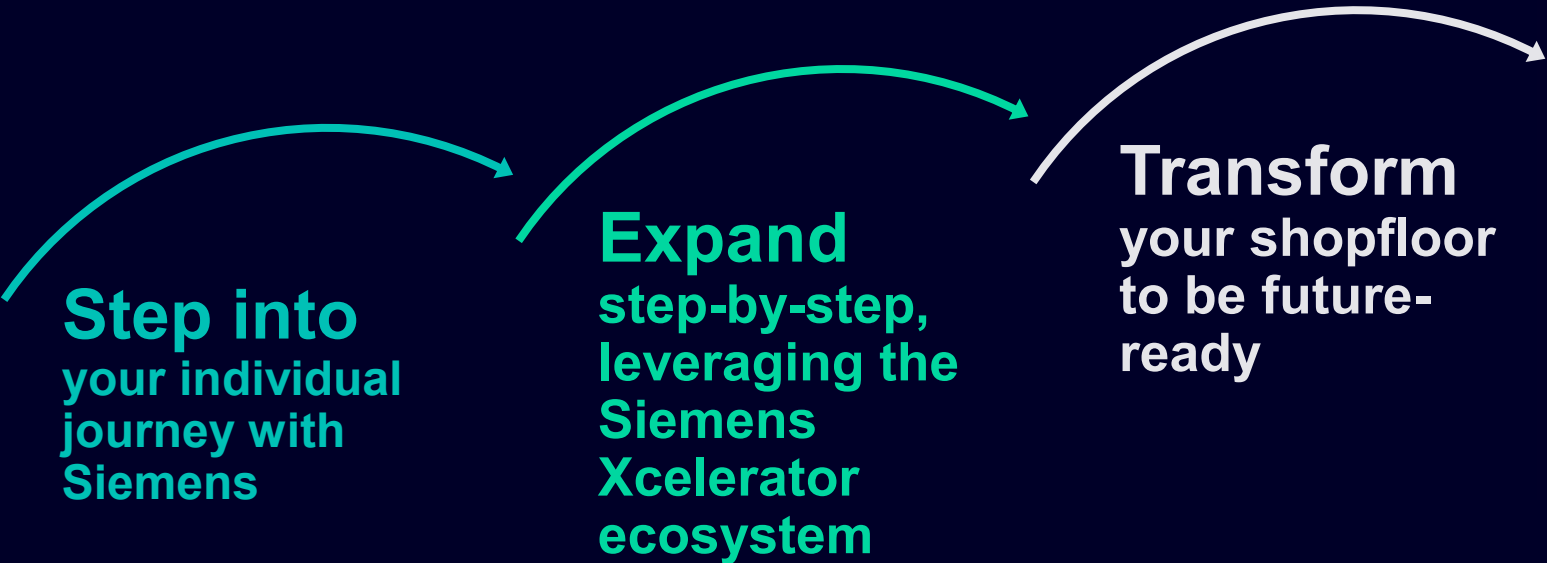 Step into
your individual
journey with
Siemens
Expand
step-by-step,
leveraging the
Siemens
Xcelerator
ecosystem
Transform
your shopfloor
to be future-
ready